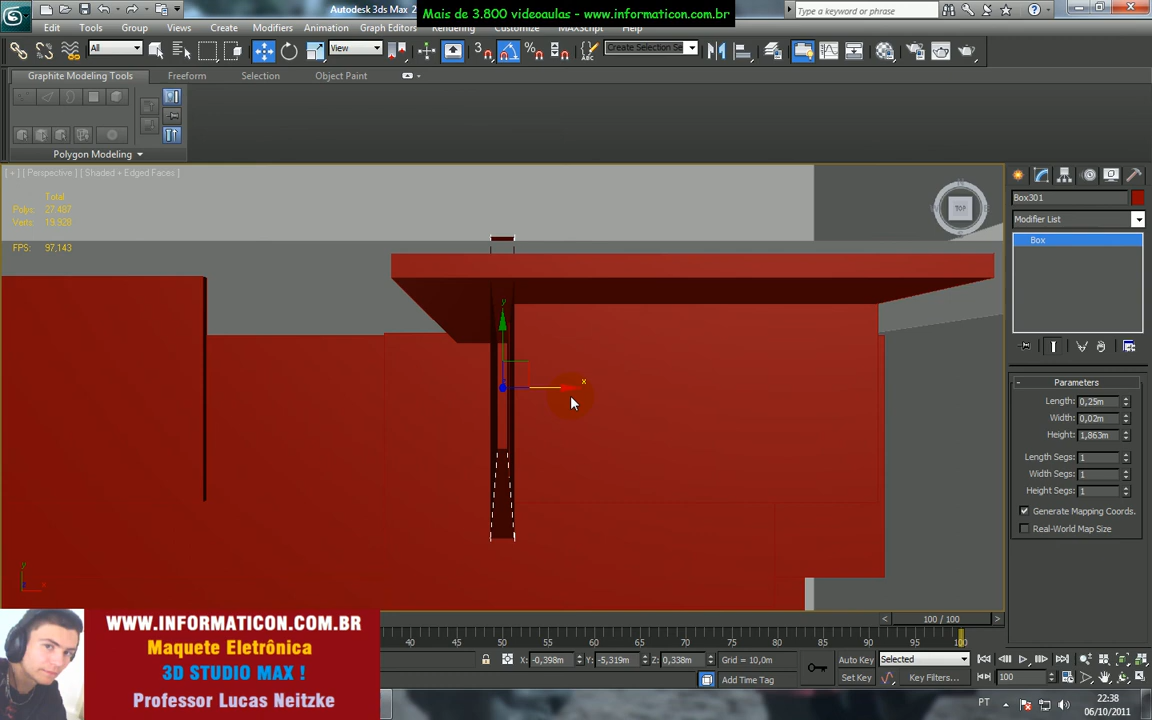 Autodesk 3ds Max 2
Mais de 3.800 videoaulas - www.informaticon.com.br
Type a keyword or phrase
Edit Tools Group Views Create Modifiers Animation Graph Editors Rendering MAXScript Help
All
View
Create Selection Se
Graphite Modeling Tools Freeform Selection Object Paint
Polygon Modeling
[ + ] [ Perspective ] [ Shaded + Edged Faces ]
Total
Polys: 27.487
Verts: 19.928
FPS: 97,143
TOP
y
x
Box301
Modifier List
Box
Parameters
Length: 0,25m
Width: 0,02m
Height: 1,863m
Length Segs: 1
Width Segs: 1
Height Segs: 1
Generate Mapping Coords.
Real-World Map Size
100 / 100
40 45 50 55 60 65 70 75 80 85 90 95 100
X: -0,398m Y: -5,319m Z: 0,338m Grid = 10,0m
Auto Key Selected
Add Time Tag
Set Key Key Filters... 100
WWW.INFORMATICON.COM.BR
Maquete Eletrônica
3D STUDIO MAX !
Professor Lucas Neitzke
PT
22:38
06/10/2011